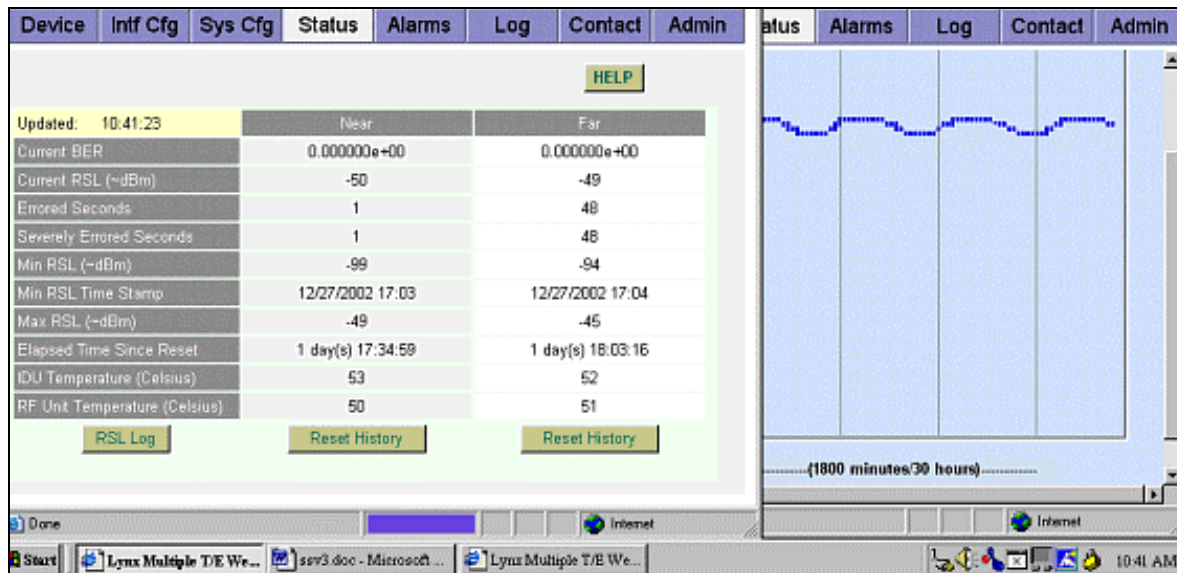 Device Intf Cfg Sys Cfg Status Alarms Log Contact Admin
HELP
Updated: 10:41:23 Near Far
Current BER 0.000000e+00 0.000000e+00
Current RSL (~dBm) -50 -49
Errored Seconds 1 48
Severely Errored Seconds 1 48
Min RSL (~dBm) -99 -94
Min RSL Time Stamp 12/27/2002 17:03 12/27/2002 17:04
Max RSL (~dBm) -49 -45
Elapsed Time Since Reset 1 day(s) 17:34:59 1 day(s) 18:03:16
IDU Temperature (Celsius) 53 52
RF Unit Temperature (Celsius) 50 51
RSL Log Reset History Reset History
Done Internet
atus Alarms Log Contact Admin
.........(1800 minutes/30 hours).............
Internet
Start Lynx Multiple T/E We... ssv3.doc - Microsoft ... Lynx Multiple T/E We... 10:41 AM